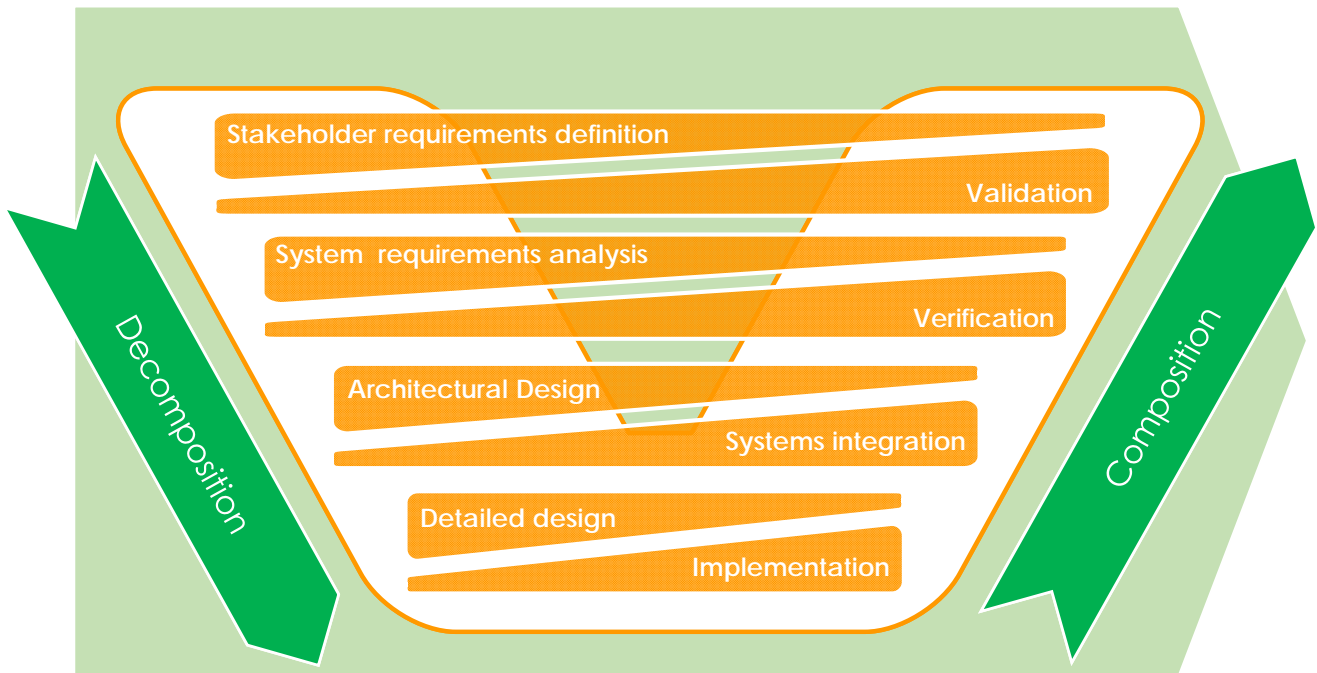 Stakeholder requirements definition
Validation
System requirements analysis
Verification
Architectural Design
Systems integration
Detailed design
Implementation
Decomposition
Composition